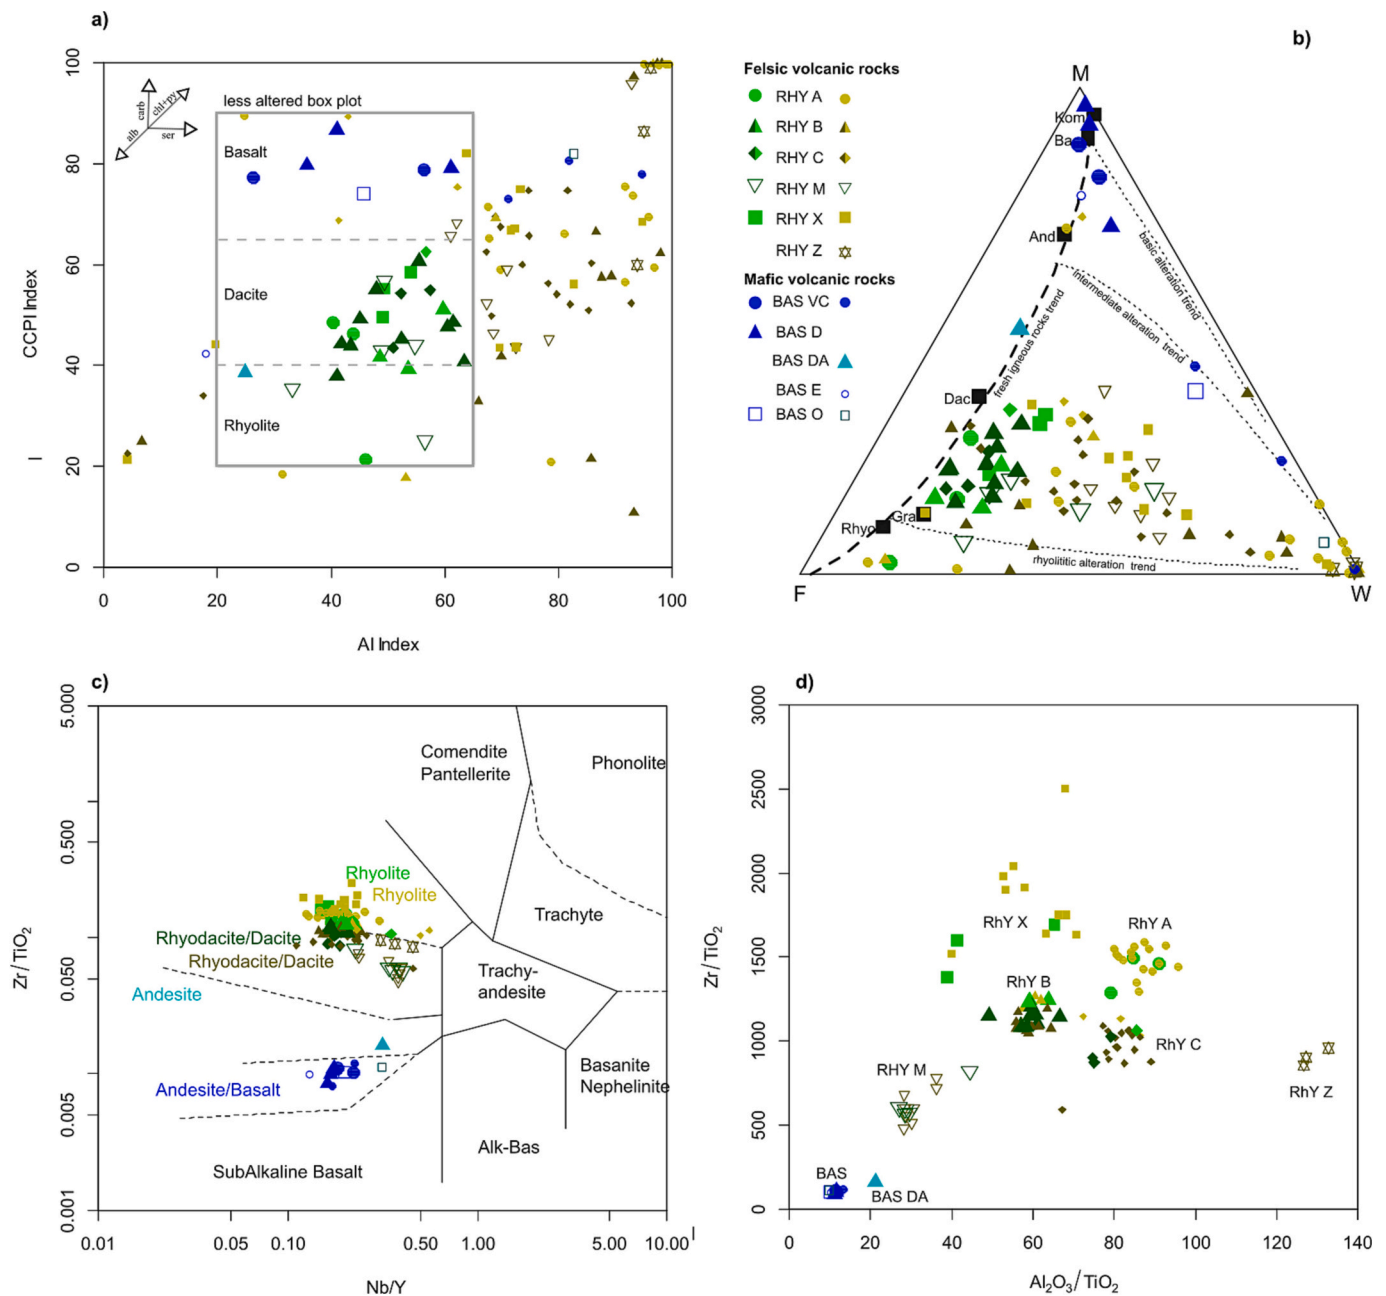 a)
100
80
60
40
20
0
CCPI Index
I
0
20
40
60
80
100
AI Index
carb
chl+py
alb
ser
less altered box plot
Basalt
Dacite
Rhyolite
Felsic volcanic rocks
RHY A
RHY B
RHY C
RHY M
RHY X
RHY Z
Mafic volcanic rocks
BAS VC
BAS D
BAS DA
BAS E
BAS O
b)
M
Kom
Bas
And
Dac
Gra
Rhyo
F
W
basic alteration trend
intermediate alteration trend
fresh igneous rocks trend
rhyolititic alteration trend
c)
5.000
0.500
0.050
0.005
0.001
Zr/TiO2
0.01
0.05
0.10
0.50
1.00
5.00
10.00
I
Nb/Y
Comendite
Pantellerite
Phonolite
Rhyolite
Rhyolite
Trachyte
Rhyodacite/Dacite
Rhyodacite/Dacite
Trachy-
andesite
Andesite
Andesite/Basalt
Basanite
Nephelinite
Alk-Bas
SubAlkaline Basalt
d)
3000
2500
2000
1500
1000
500
0
Zr/TiO2
0
20
40
60
80
100
120
140
Al2O3/TiO2
RhY X
RhY A
RhY B
RhY C
RHY M
RhY Z
BAS
BAS DA